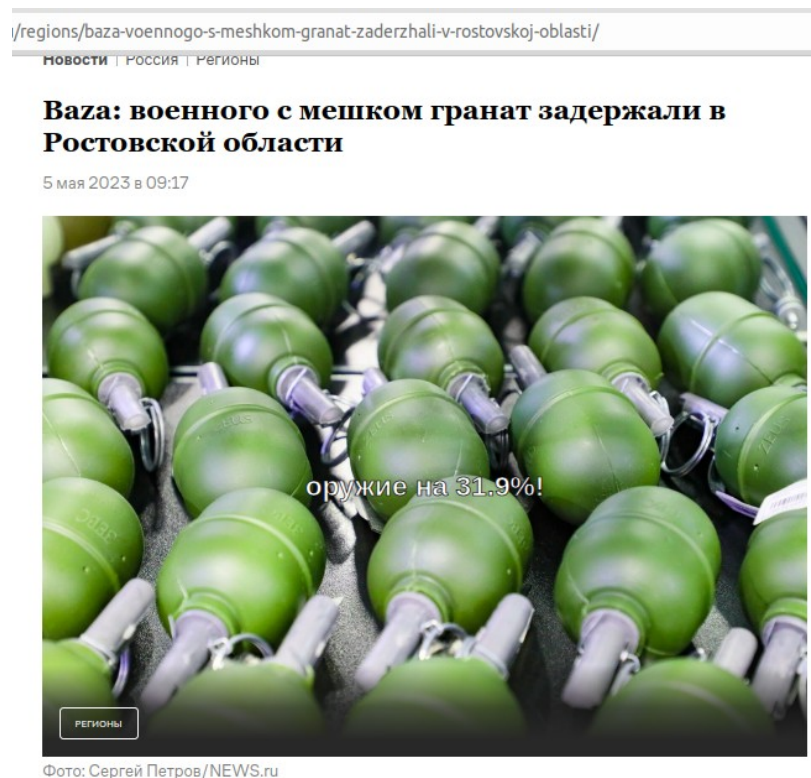 /regions/baza-voennogo-s-meshkom-granat-zaderzhali-v-rostovskoj-oblasti/
Новости | Россия | Регионы
Baza: военного с мешком гранат задержали в
Ростовской области
5 мая 2023 в 09:17
оружие на 31.9%!
ЗЕВС
РЕГИОНЫ
Фото: Сергей Петров/NEWS.ru